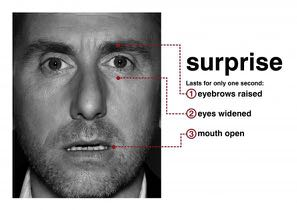 surprise
Lasts for only one second:
1 eyebrows raised
2 eyes widened
3 mouth open